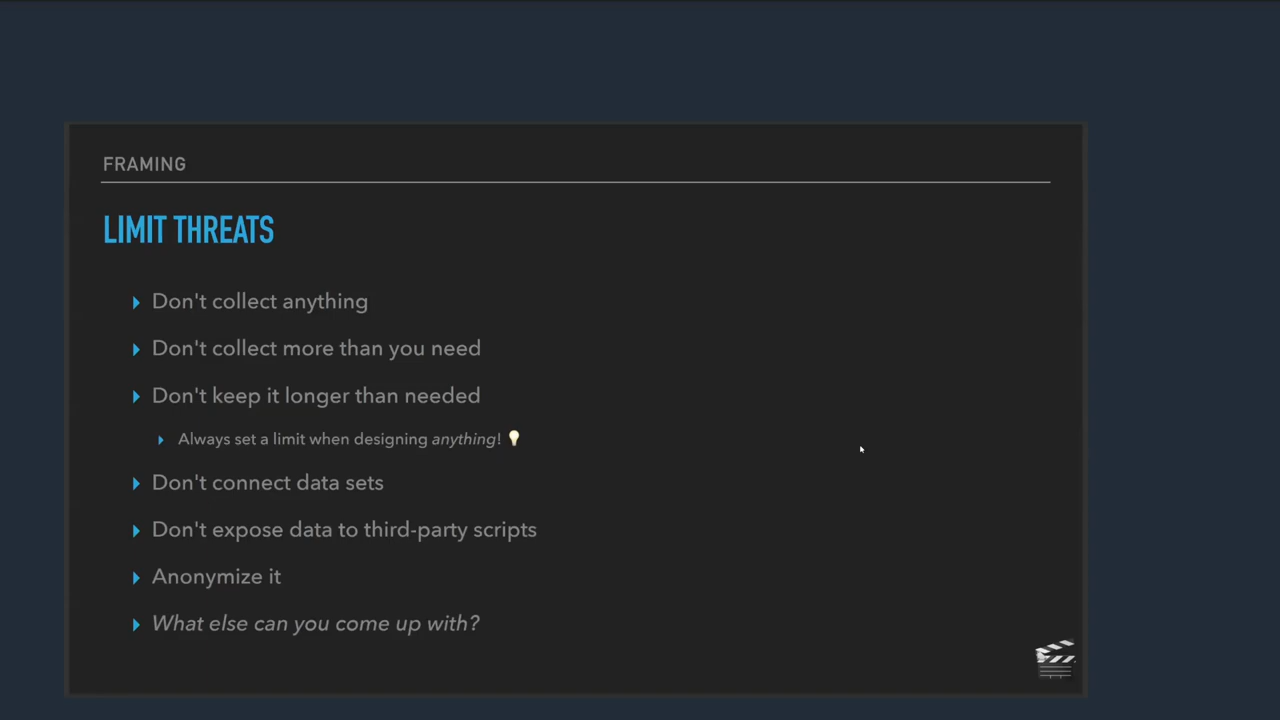 FRAMING
LIMIT THREATS
Don't collect anything
Don't collect more than you need
Don't keep it longer than needed
Always set a limit when designing anything! 💡
Don't connect data sets
Don't expose data to third-party scripts
Anonymize it
What else can you come up with?